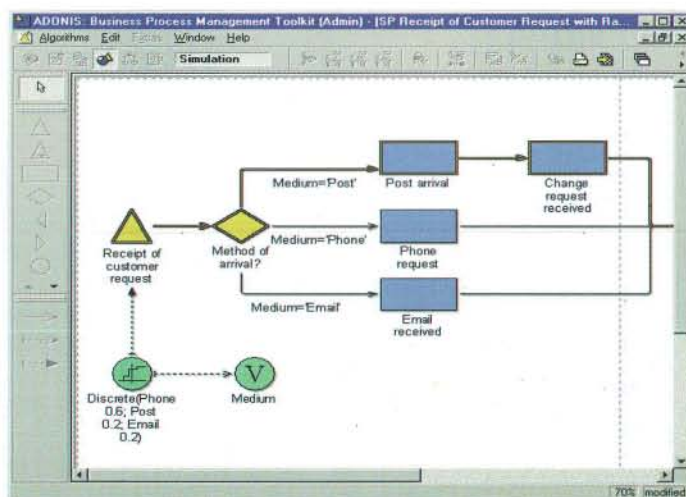 ADONIS: Business Process Management Toolkit (Admin) - [SP Receipt of Customer Request with Ra...
Algorithms Edit Extras Window Help
Simulation
Medium='Post'
Post arrival
Change
request
received
Receipt of
customer
request
Method of
arrival?
Medium='Phone'
Phone
request
Medium='Email'
Email
received
Discrete(Phone
0.6; Post
0.2; Email
0.2)
V
Medium
70% modified